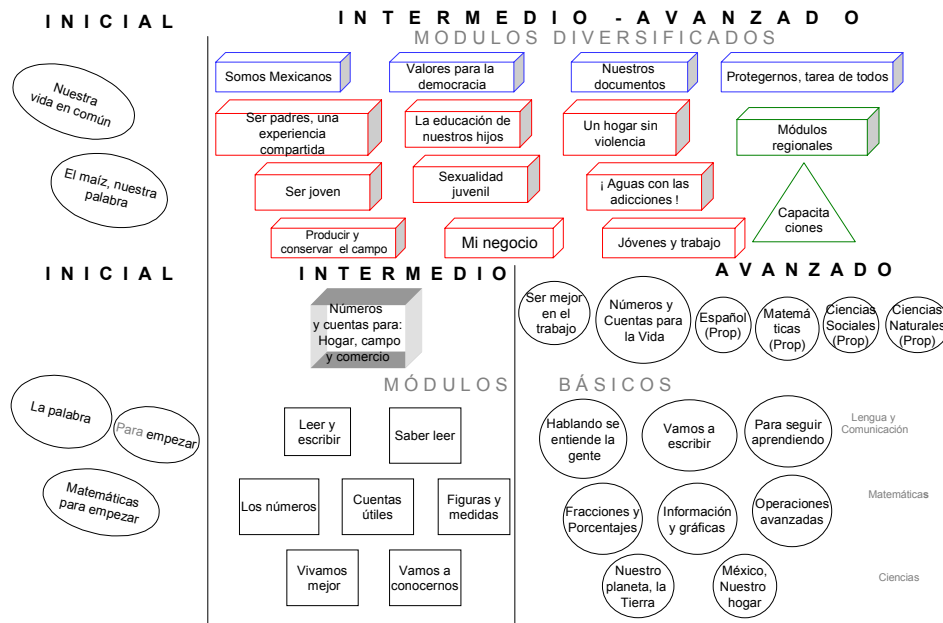 INICIAL
INTERMEDIO - AVANZADO
MODULOS DIVERSIFICADOS
Nuestra
vida en común
El maíz, nuestra
palabra
Somos Mexicanos
Valores para la
democracia
Nuestros
documentos
Protegernos, tarea de todos
Ser padres, una
experiencia
compartida
La educación de
nuestros hijos
Un hogar sin
violencia
Módulos
regionales
Ser joven
Sexualidad
juvenil
¡ Aguas con las
adicciones !
Capacita
ciones
Producir y
conservar el campo
Mi negocio
Jóvenes y trabajo
INICIAL
INTERMEDIO
AVANZADO
Números
y cuentas para:
Hogar, campo
y comercio
Ser mejor
en el
trabajo
Números y
Cuentas para
la Vida
Español
(Prop)
Matemá
ticas
(Prop)
Ciencias
Sociales
(Prop)
Ciencias
Naturales
(Prop)
MÓDULOS BÁSICOS
La palabra
Para empezar
Matemáticas
para empezar
Leer y
escribir
Saber leer
Hablando se
entiende la
gente
Vamos a
escribir
Para seguir
aprendiendo
Lengua y
Comunicación
Los números
Cuentas
útiles
Figuras y
medidas
Fracciones y
Porcentajes
Información
y gráficas
Operaciones
avanzadas
Matemáticas
Vivamos
mejor
Vamos a
conocernos
Nuestro
planeta, la
Tierra
México,
Nuestro
hogar
Ciencias